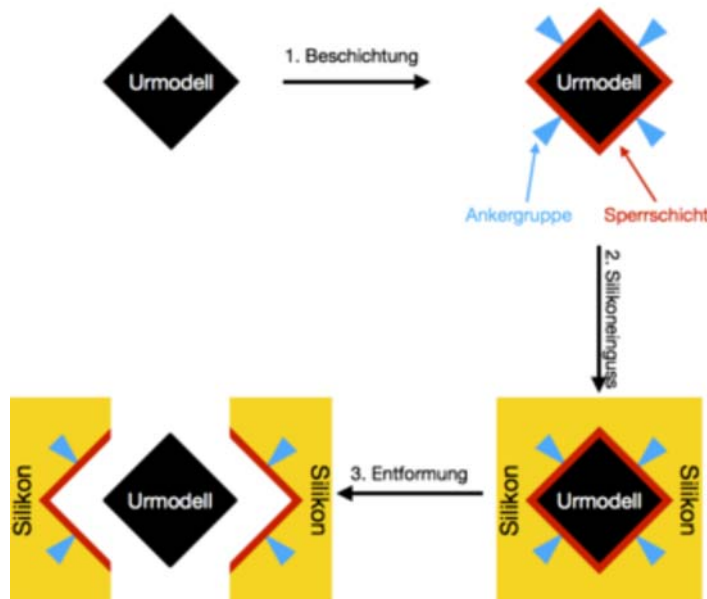 Urmodell
1. Beschichtung
Urmodell
Ankergruppe
Sperrschicht
2. Silikoneinguss
Silikon
Urmodell
Silikon
3. Entformung
Silikon
Urmodell
Silikon